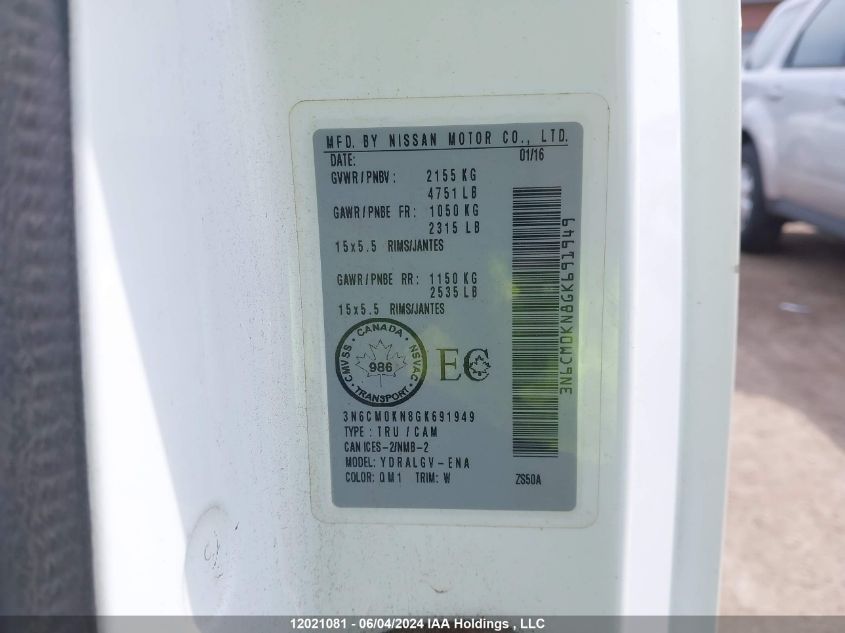 MFD. BY NISSAN MOTOR CO., LTD.
DATE: 01/16
GVWR/PNBV: 2155 KG
4751 LB
GAWR/PNBE FR: 1050 KG
2315 LB
15x5.5 RIMS/JANTES
GAWR/PNBE RR: 1150 KG
2535 LB
15x5.5 RIMS/JANTES
CANADA
CMVSS 986 NSVAC
TRANSPORT
EC
3N6CM0KN8GK691949
TYPE: TRU/CAM
CAN ICES-2/NMB-2
MODEL: YDRALGV-ENA
COLOR: QM1 TRIM: W ZS50A
3N6CM0KN8GK691949
12021081 - 06/04/2024 IAA Holdings, LLC